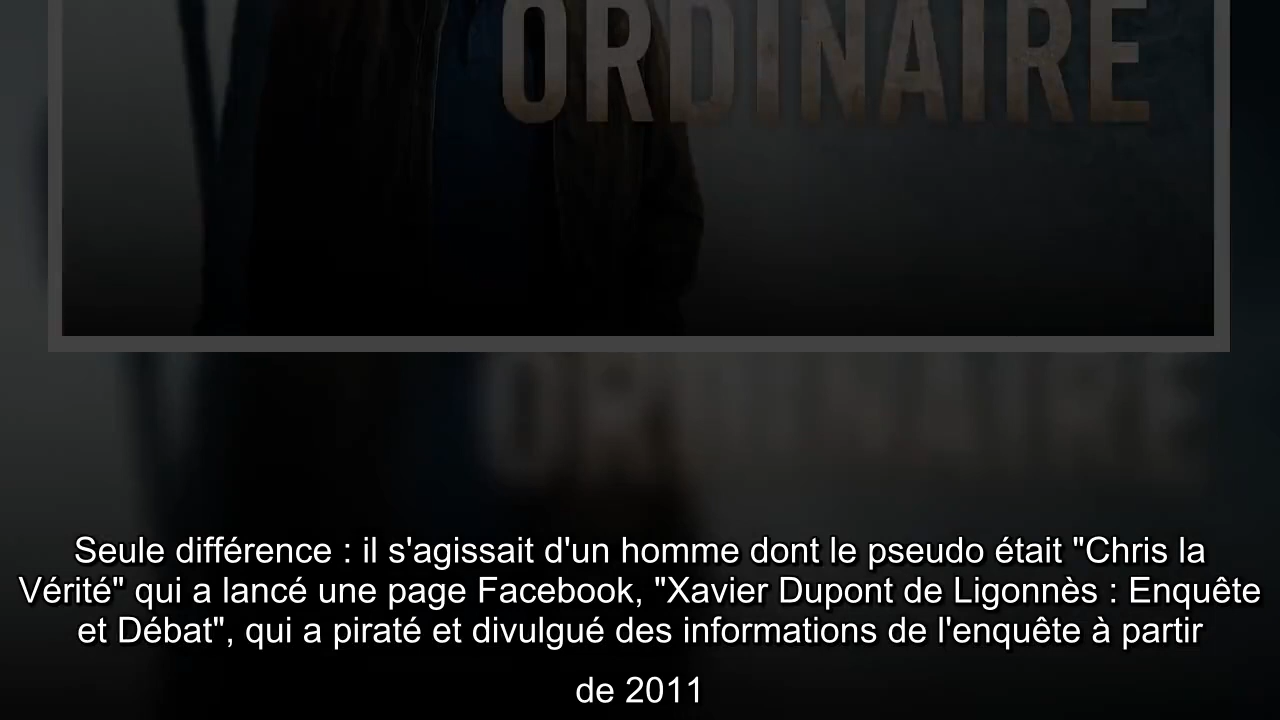 ORDINAIRE
ORDINAIRE
Seule différence : il s'agissait d'un homme dont le pseudo était "Chris la
Vérité" qui a lancé une page Facebook, "Xavier Dupont de Ligonnès : Enquête
et Débat", qui a piraté et divulgué des informations de l'enquête à partir
de 2011